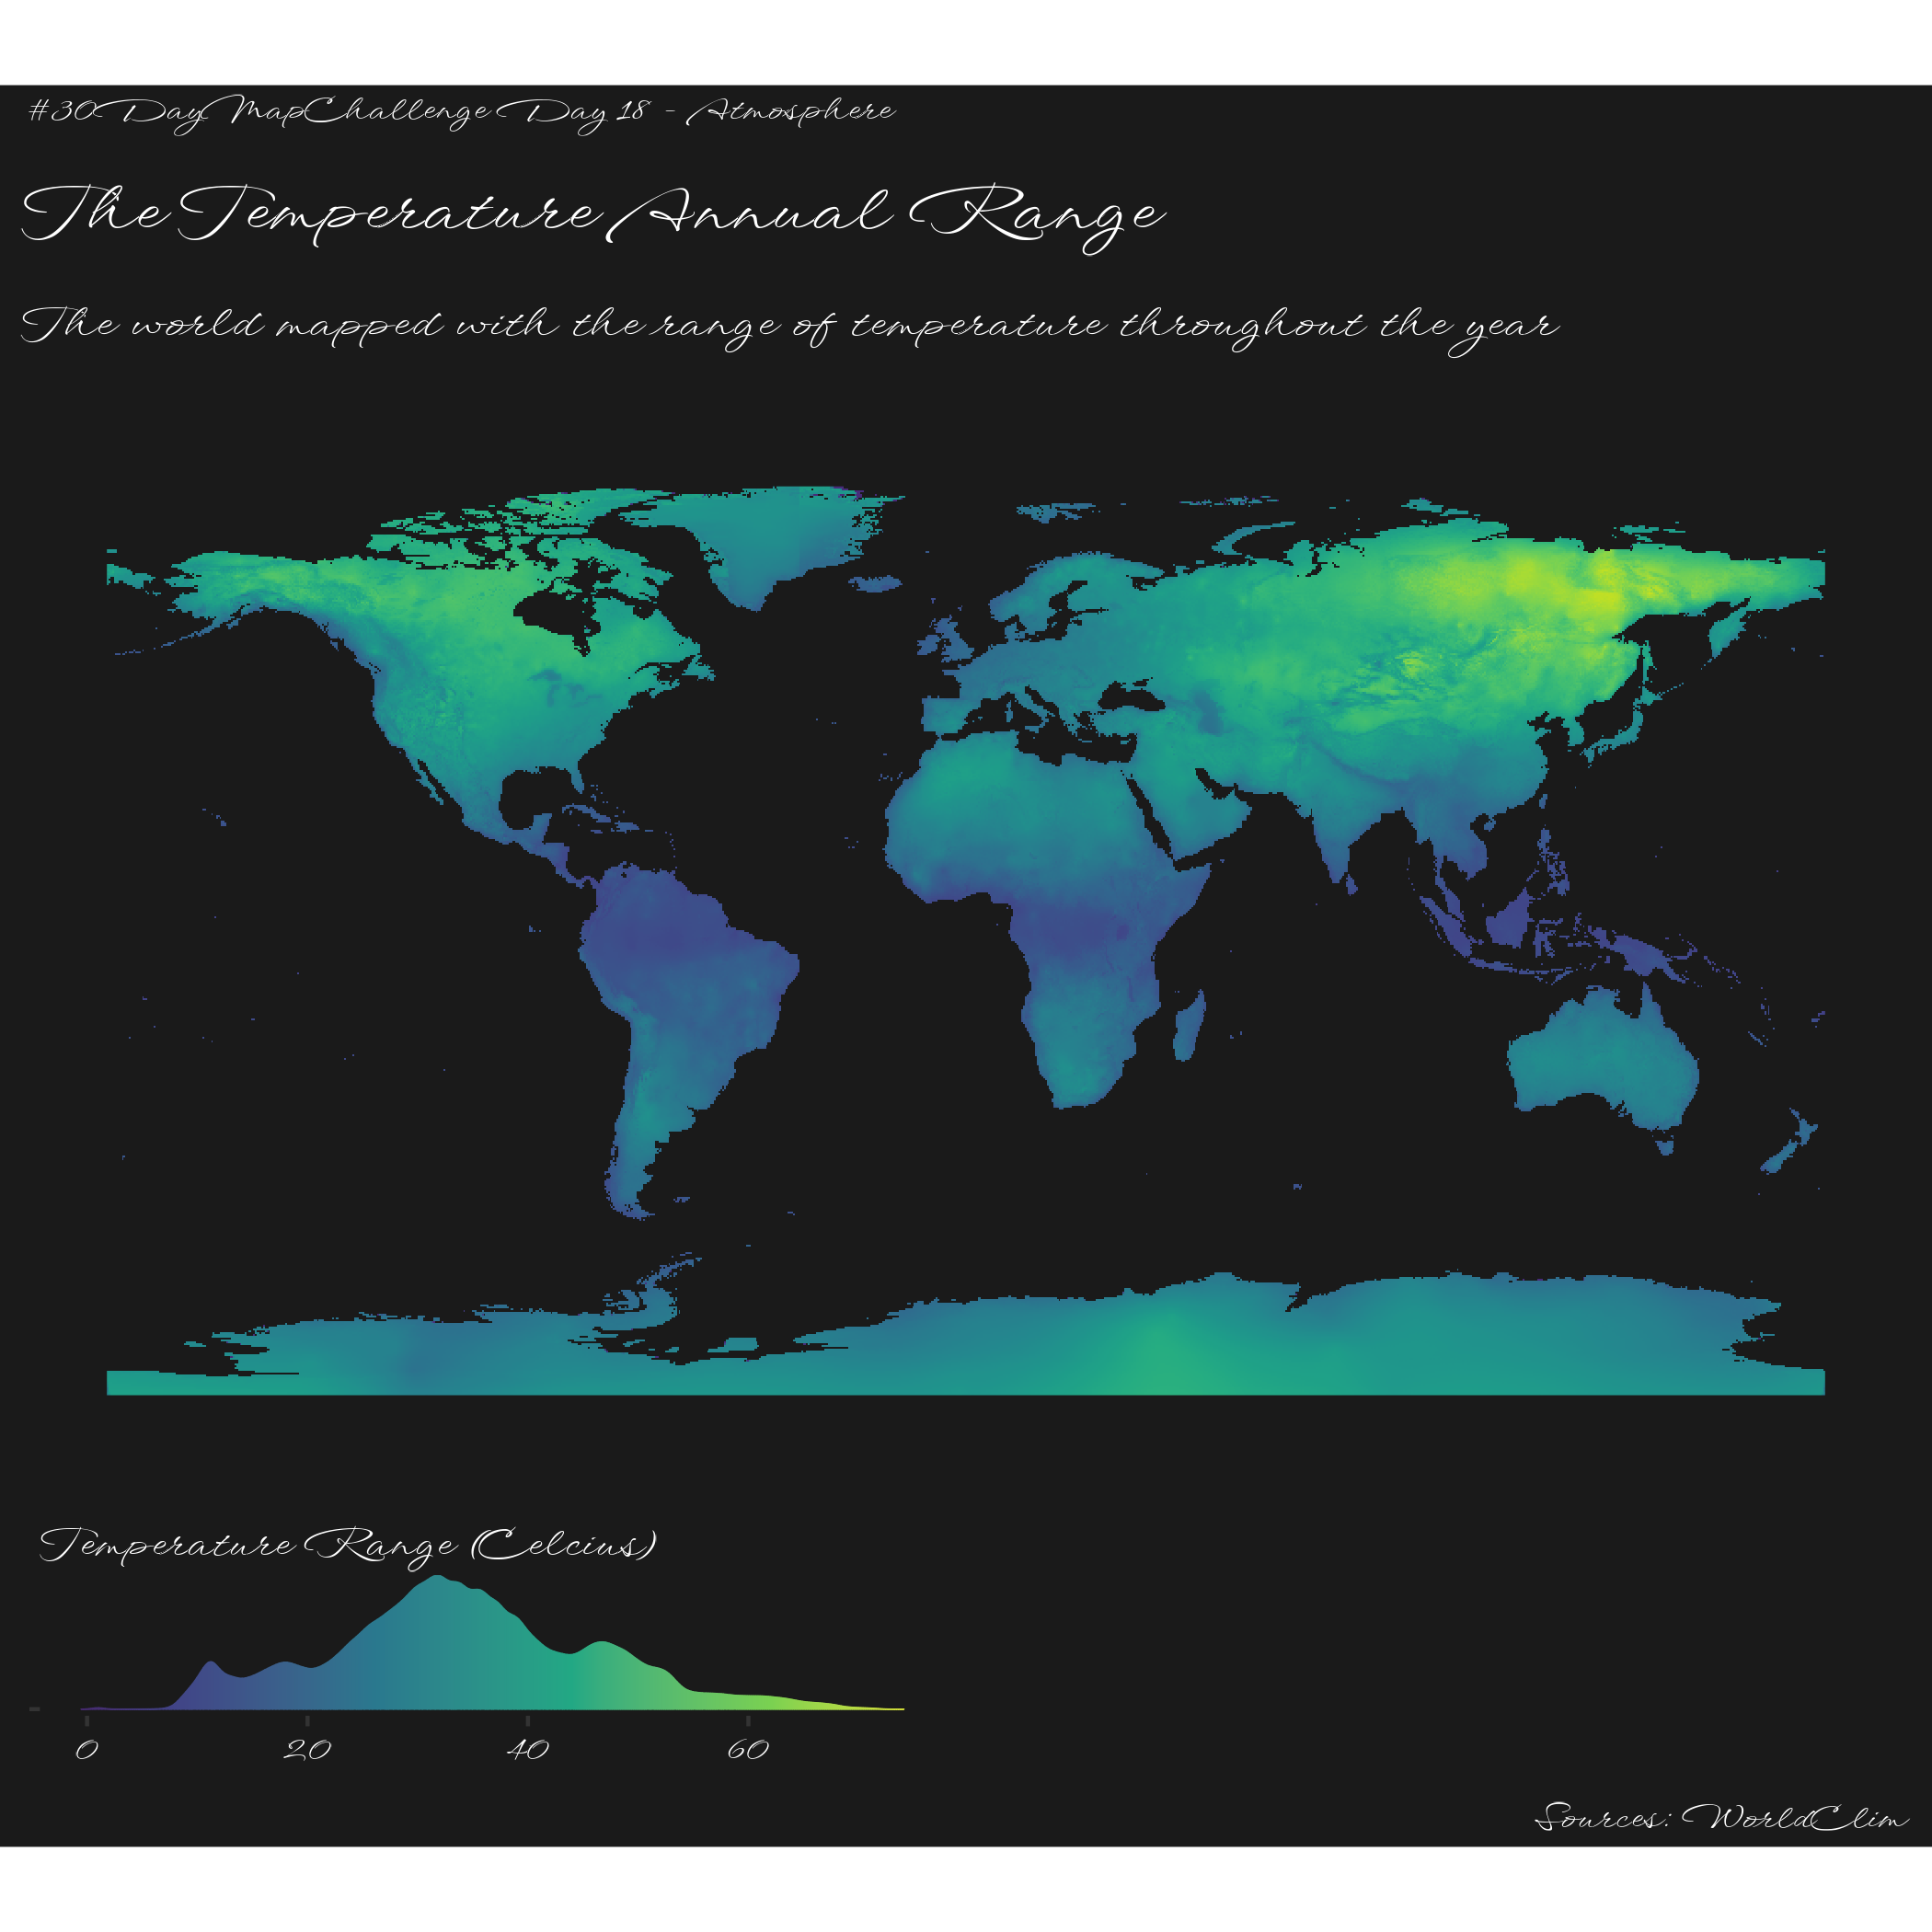 #30DayMapChallenge Day 18 - Atmosphere
The Temperature Annual Range
The world mapped with the range of temperature throughout the year
Temperature Range (Celcius)
0 20 40 60
Sources: WorldClim